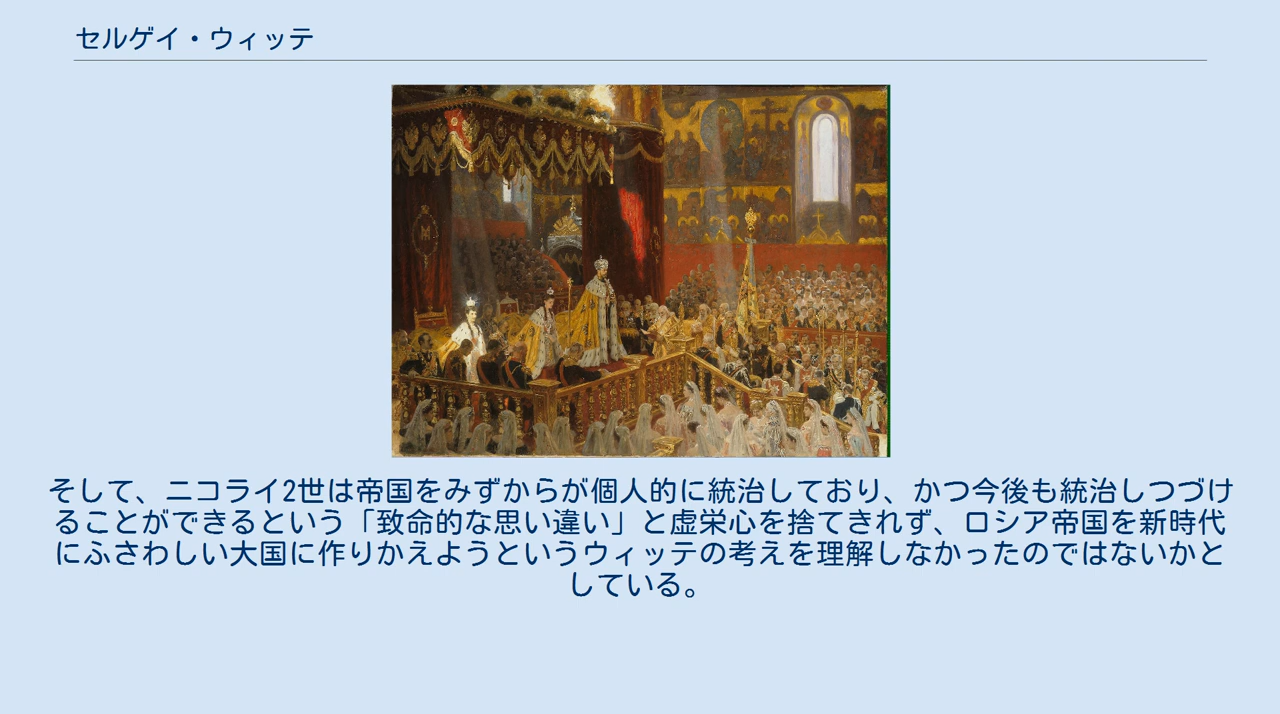 セルゲイ・ウィッテ
そして、ニコライ2世は帝国をみずからが個人的に統治しており、かつ今後も統治しつづけ
ることができるという「致命的な思い違い」と虚栄心を捨てきれず、ロシア帝国を新時代
にふさわしい大国に作りかえようというウィッテの考えを理解しなかったのではないかと
している。